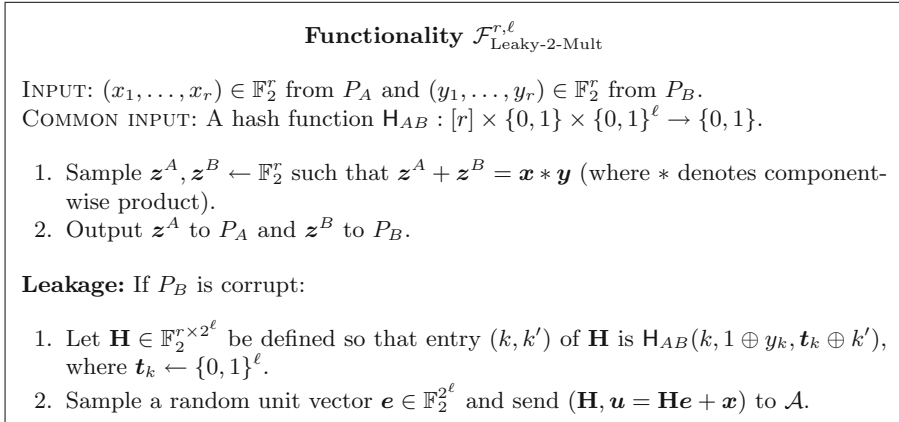 Functionality $\mathcal{F}^{r,\ell}_{\text{Leaky-2-Mult}}$
INPUT: $(x_1, \ldots, x_r) \in \mathbb{F}_2^r$ from $P_A$ and $(y_1, \ldots, y_r) \in \mathbb{F}_2^r$ from $P_B$.
COMMON INPUT: A hash function $\mathsf{H}_{AB} : [r] \times \{0, 1\} \times \{0, 1\}^\ell \to \{0, 1\}$.
1. Sample $\boldsymbol{z}^A, \boldsymbol{z}^B \leftarrow \mathbb{F}_2^r$ such that $\boldsymbol{z}^A + \boldsymbol{z}^B = \boldsymbol{x} * \boldsymbol{y}$ (where $*$ denotes component-
wise product).
2. Output $\boldsymbol{z}^A$ to $P_A$ and $\boldsymbol{z}^B$ to $P_B$.
Leakage: If $P_B$ is corrupt:
1. Let $\mathbf{H} \in \mathbb{F}_2^{r \times 2^\ell}$ be defined so that entry $(k, k')$ of $\mathbf{H}$ is $\mathsf{H}_{AB}(k, 1 \oplus y_k, \boldsymbol{t}_k \oplus k')$,
where $\boldsymbol{t}_k \leftarrow \{0, 1\}^\ell$.
2. Sample a random unit vector $\boldsymbol{e} \in \mathbb{F}_2^{2^\ell}$ and send $(\mathbf{H}, \boldsymbol{u} = \mathbf{H}\boldsymbol{e} + \boldsymbol{x})$ to $\mathcal{A}$.